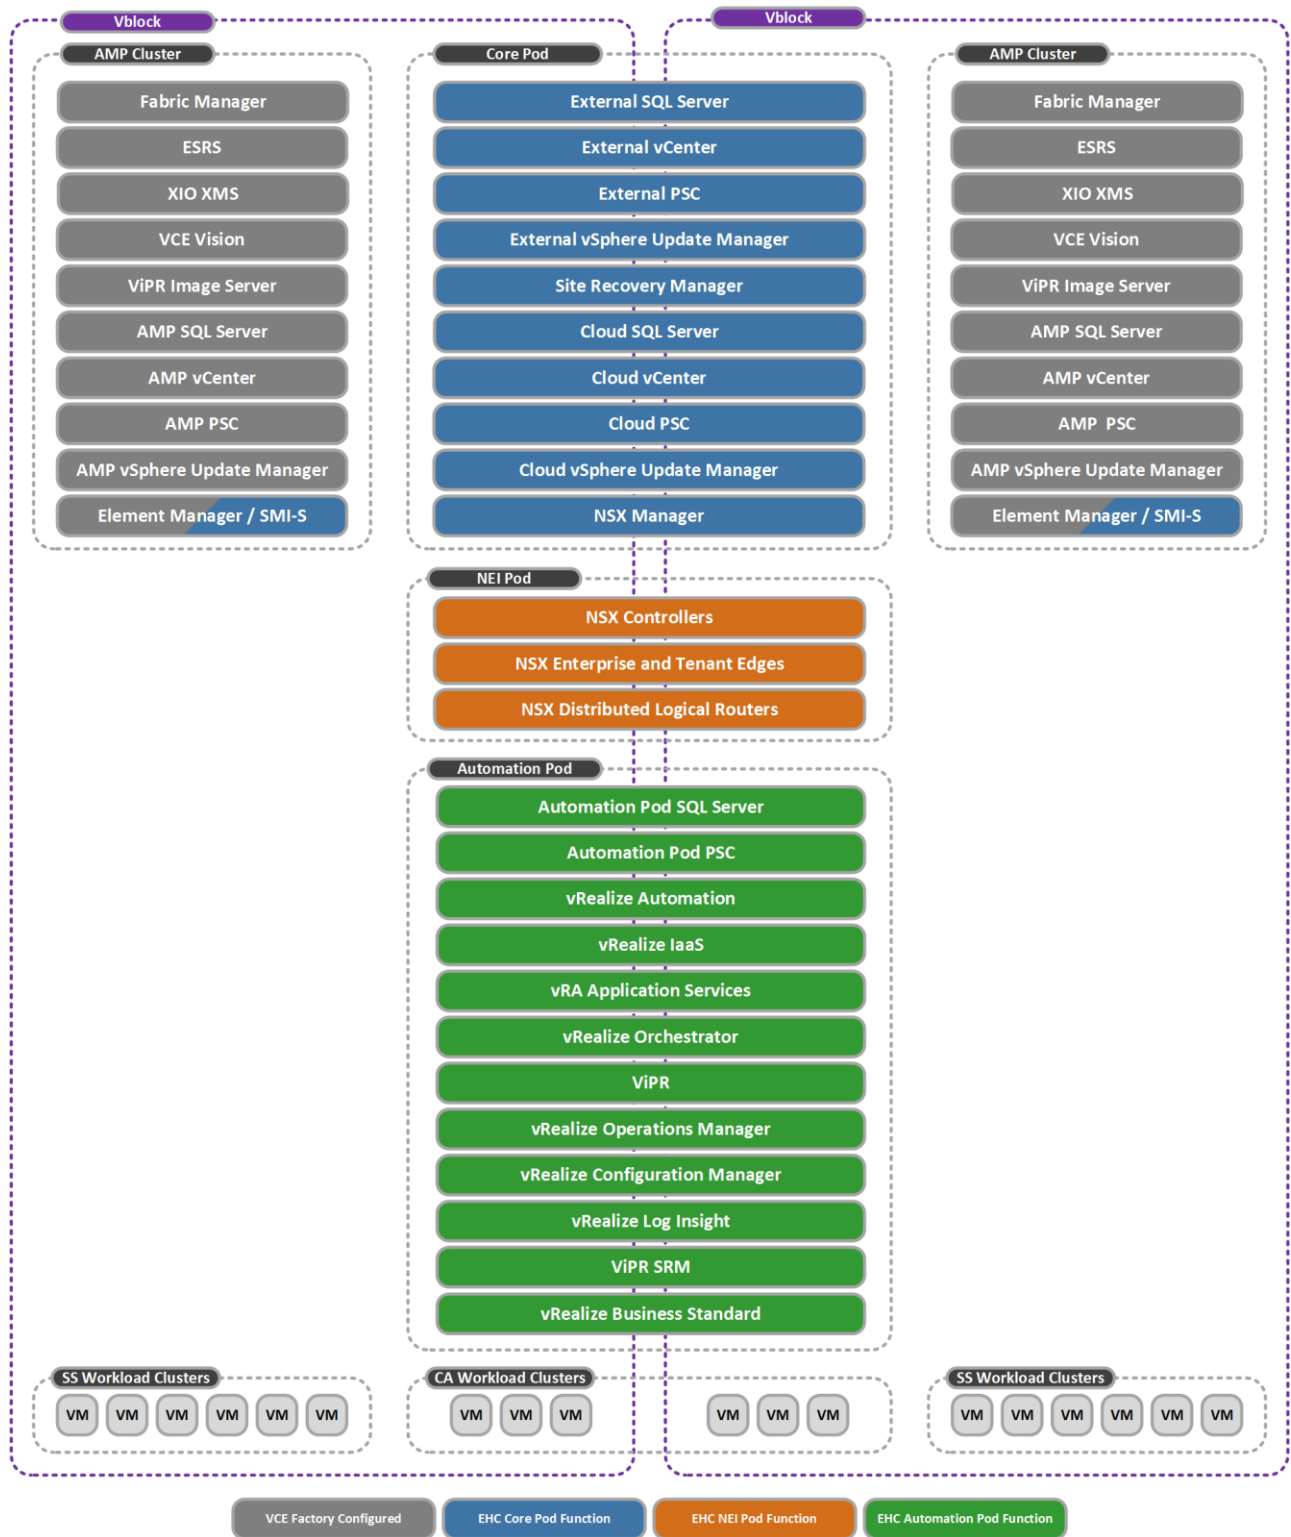 Vblock
Vblock
AMP Cluster
Fabric Manager
ESRS
XIO XMS
VCE Vision
ViPR Image Server
AMP SQL Server
AMP vCenter
AMP PSC
AMP vSphere Update Manager
Element Manager / SMI-S
Core Pod
External SQL Server
External vCenter
External PSC
External vSphere Update Manager
Site Recovery Manager
Cloud SQL Server
Cloud vCenter
Cloud PSC
Cloud vSphere Update Manager
NSX Manager
AMP Cluster
Fabric Manager
ESRS
XIO XMS
VCE Vision
ViPR Image Server
AMP SQL Server
AMP vCenter
AMP PSC
AMP vSphere Update Manager
Element Manager / SMI-S
NEI Pod
NSX Controllers
NSX Enterprise and Tenant Edges
NSX Distributed Logical Routers
Automation Pod
Automation Pod SQL Server
Automation Pod PSC
vRealize Automation
vRealize IaaS
vRA Application Services
vRealize Orchestrator
ViPR
vRealize Operations Manager
vRealize Configuration Manager
vRealize Log Insight
ViPR SRM
vRealize Business Standard
SS Workload Clusters
VM VM VM VM VM VM
CA Workload Clusters
VM VM VM VM VM VM
SS Workload Clusters
VM VM VM VM VM VM
VCE Factory Configured
EHC Core Pod Function
EHC NEI Pod Function
EHC Automation Pod Function